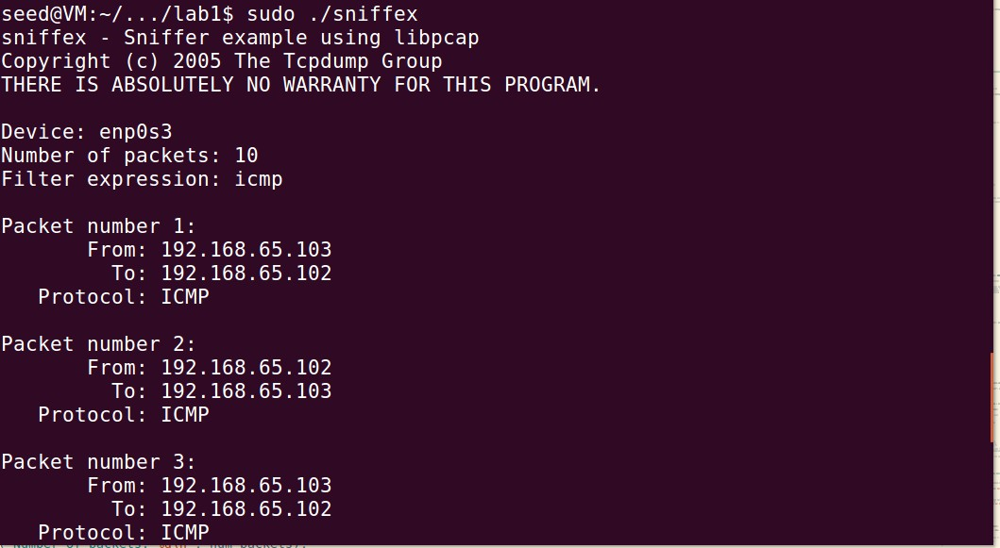 seed@VM:~/.../lab1$ sudo ./sniffex
sniffex - Sniffer example using libpcap
Copyright (c) 2005 The Tcpdump Group
THERE IS ABSOLUTELY NO WARRANTY FOR THIS PROGRAM.
Device: enp0s3
Number of packets: 10
Filter expression: icmp
Packet number 1:
From: 192.168.65.103
To: 192.168.65.102
Protocol: ICMP
Packet number 2:
From: 192.168.65.102
To: 192.168.65.103
Protocol: ICMP
Packet number 3:
From: 192.168.65.103
To: 192.168.65.102
Protocol: ICMP